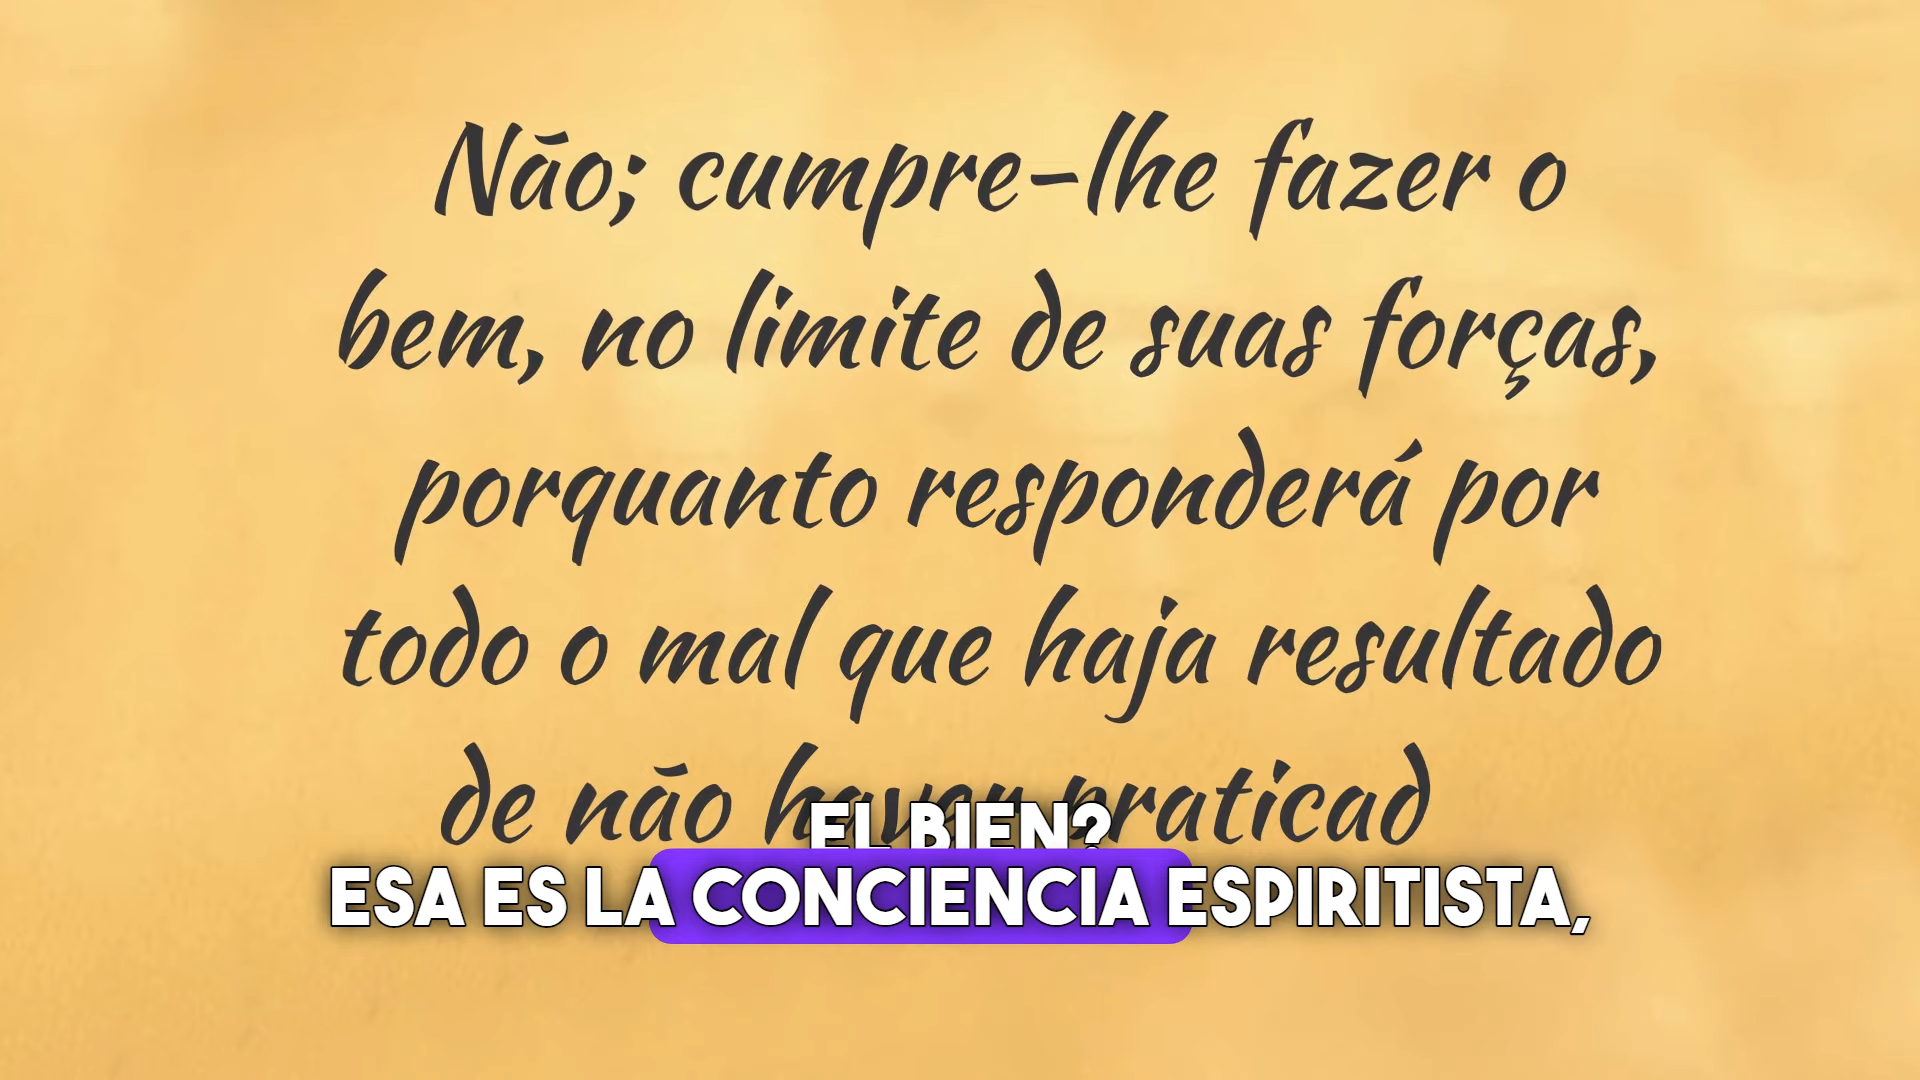 Não; cumpre-lhe fazer o
bem, no limite de suas forças,
porquanto responderá por
todo o mal que haja resultado
de não haver praticad
EL BIEN?
ESA ES LA CONCIENCIA ESPIRITISTA,